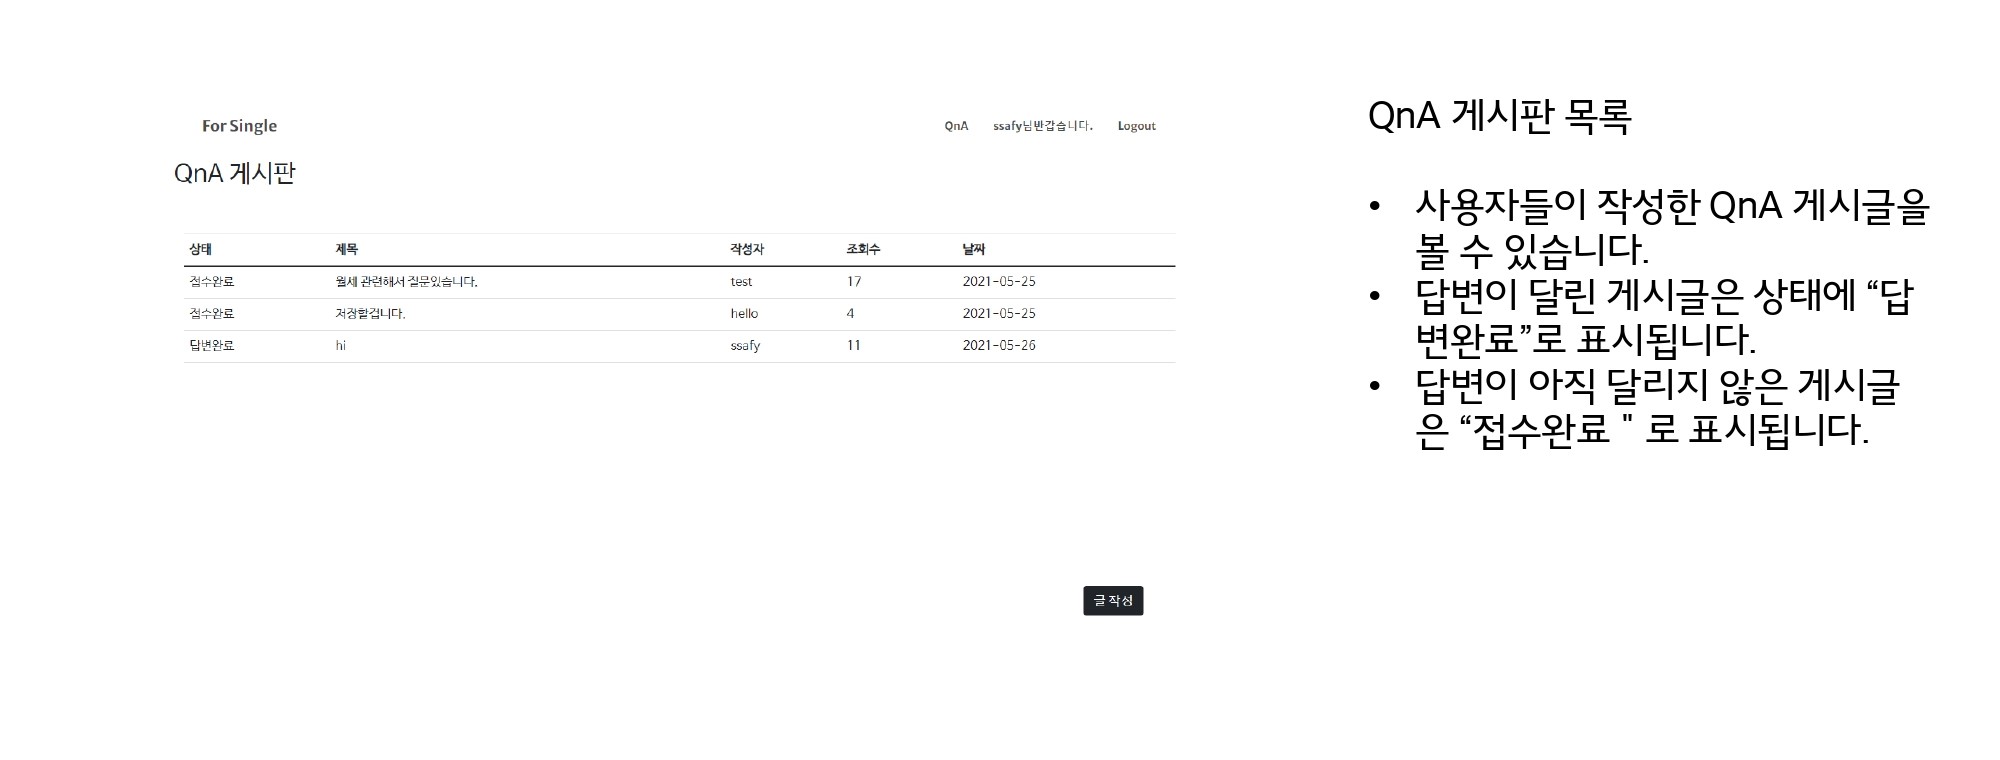 For Single
QnA ssafy님반갑습니다. Logout
QnA 게시판
상태 제목 작성자 조회수 날짜
접수완료 월세 관련해서 질문있습니다. test 17 2021-05-25
접수완료 저장할겁니다. hello 4 2021-05-25
답변완료 hi ssafy 11 2021-05-26
글 작성
QnA 게시판 목록
• 사용자들이 작성한 QnA 게시글을
볼 수 있습니다.
• 답변이 달린 게시글은 상태에 “답
변완료”로 표시됩니다.
• 답변이 아직 달리지 않은 게시글
은 “접수완료＂로 표시됩니다.